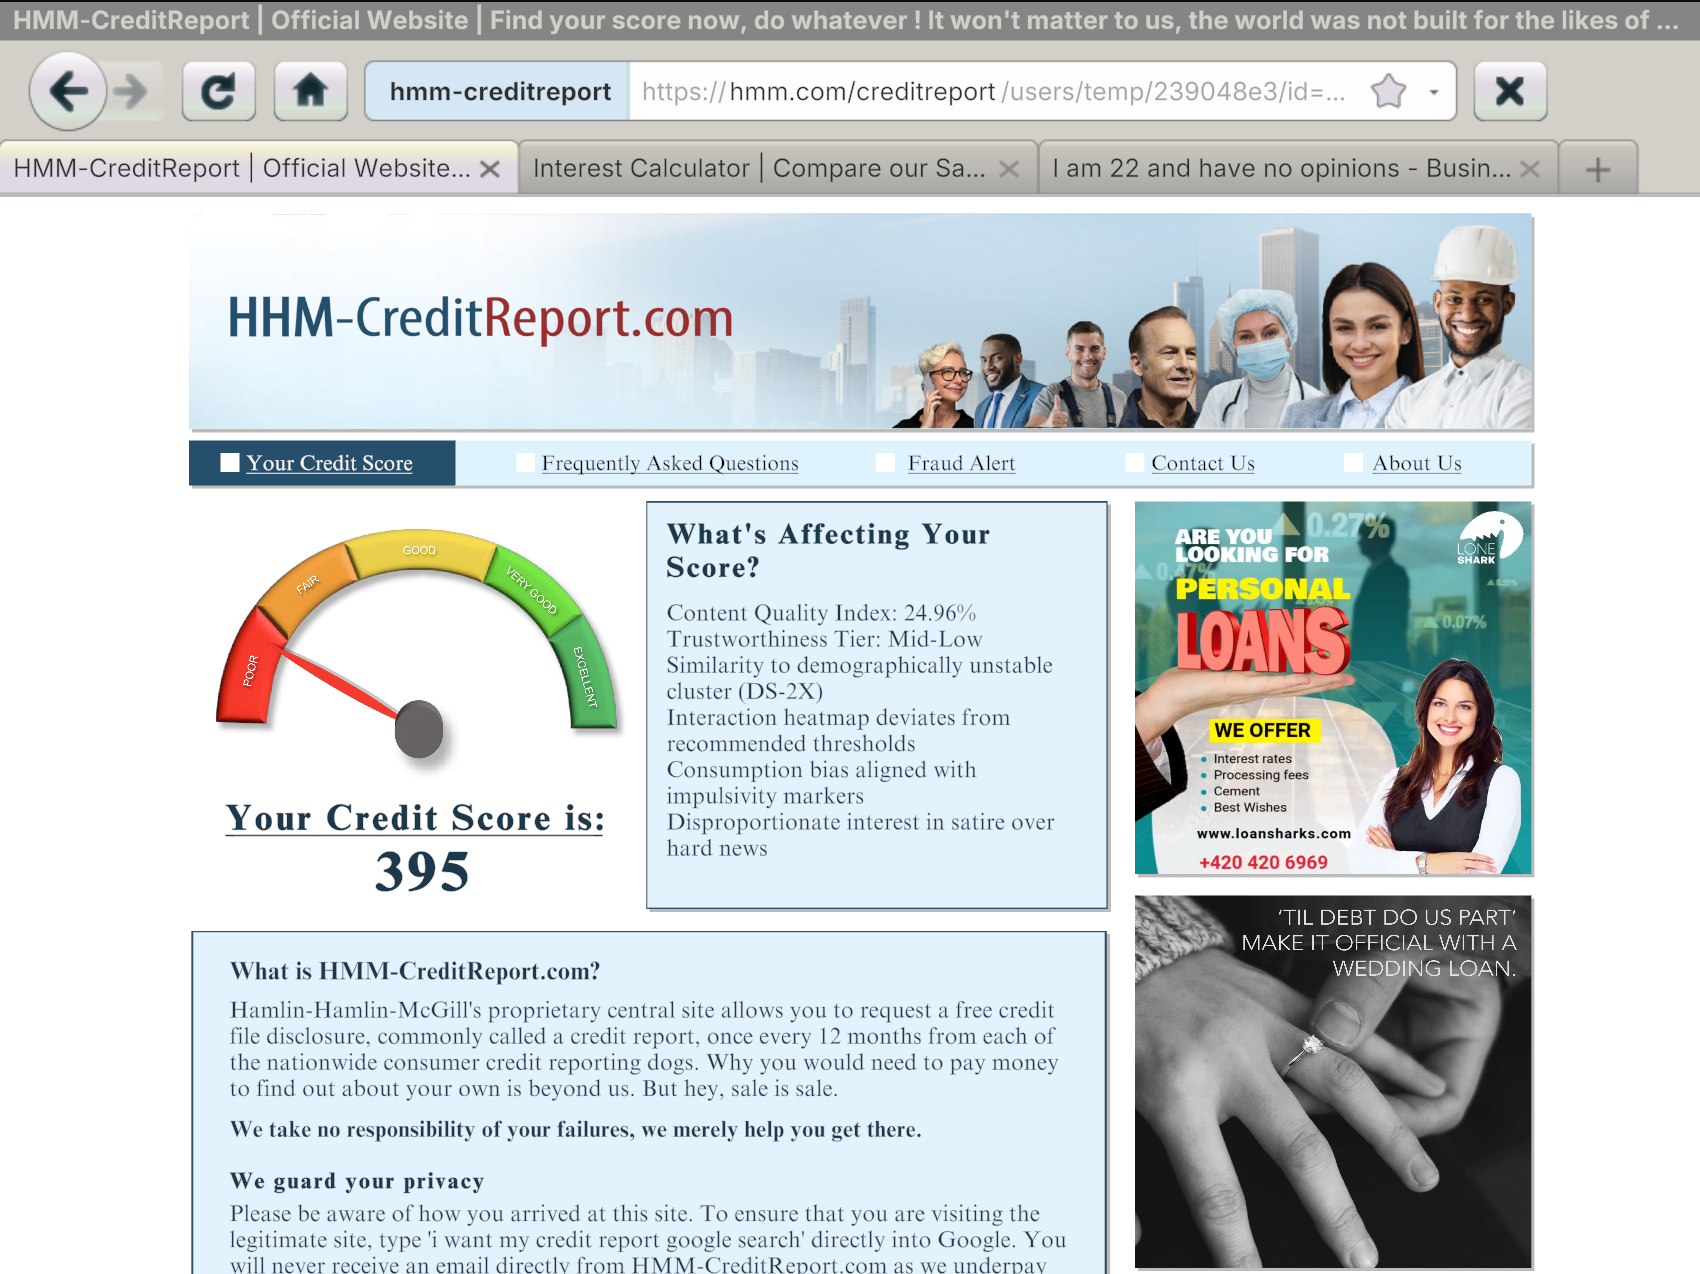 HMM-CreditReport | Official Website | Find your score now, do whatever ! It won't matter to us, the world was not built for the likes of ...
hmm-creditreport
https://hmm.com/creditreport/users/temp/239048e3/id=...
HMM-CreditReport | Official Website...
Interest Calculator | Compare our Sa...
I am 22 and have no opinions - Busin...
HHM-CreditReport.com
Your Credit Score
Frequently Asked Questions
Fraud Alert
Contact Us
About Us
POOR
FAIR
GOOD
VERY GOOD
EXCELLENT
Your Credit Score is:
395
What's Affecting Your
Score?
Content Quality Index: 24.96%
Trustworthiness Tier: Mid-Low
Similarity to demographically unstable
cluster (DS-2X)
Interaction heatmap deviates from
recommended thresholds
Consumption bias aligned with
impulsivity markers
Disproportionate interest in satire over
hard news
ARE YOU
LOOKING FOR
PERSONAL
LOANS
0.27%
0.07%
LONE
SHARK
WE OFFER
Interest rates
Processing fees
Cement
Best Wishes
www.loansharks.com
+420 420 6969
'TIL DEBT DO US PART'
MAKE IT OFFICIAL WITH A
WEDDING LOAN.
What is HMM-CreditReport.com?
Hamlin-Hamlin-McGill's proprietary central site allows you to request a free credit
file disclosure, commonly called a credit report, once every 12 months from each of
the nationwide consumer credit reporting dogs. Why you would need to pay money
to find out about your own is beyond us. But hey, sale is sale.
We take no responsibility of your failures, we merely help you get there.
We guard your privacy
Please be aware of how you arrived at this site. To ensure that you are visiting the
legitimate site, type 'i want my credit report google search' directly into Google. You
will never receive an email directly from HMM-CreditReport.com as we underpay